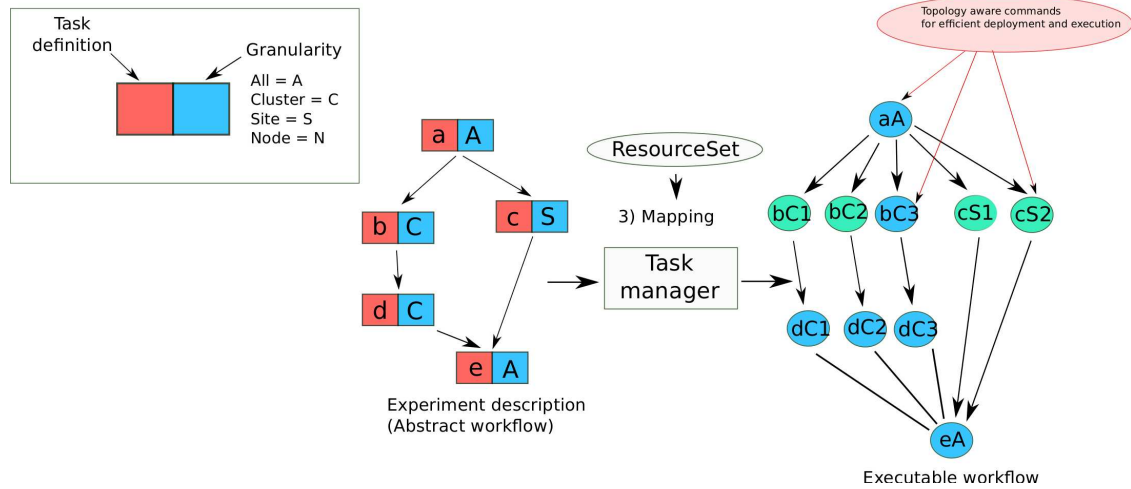 Task
definition
Granularity
All = A
Cluster = C
Site = S
Node = N
a A
b C
c S
d C
e A
Experiment description
(Abstract workflow)
ResourceSet
3) Mapping
Task
manager
Topology aware commands
for efficient deployment and execution
aA
bC1 bC2 bC3 cS1 cS2
dC1 dC2 dC3
eA
Executable workflow